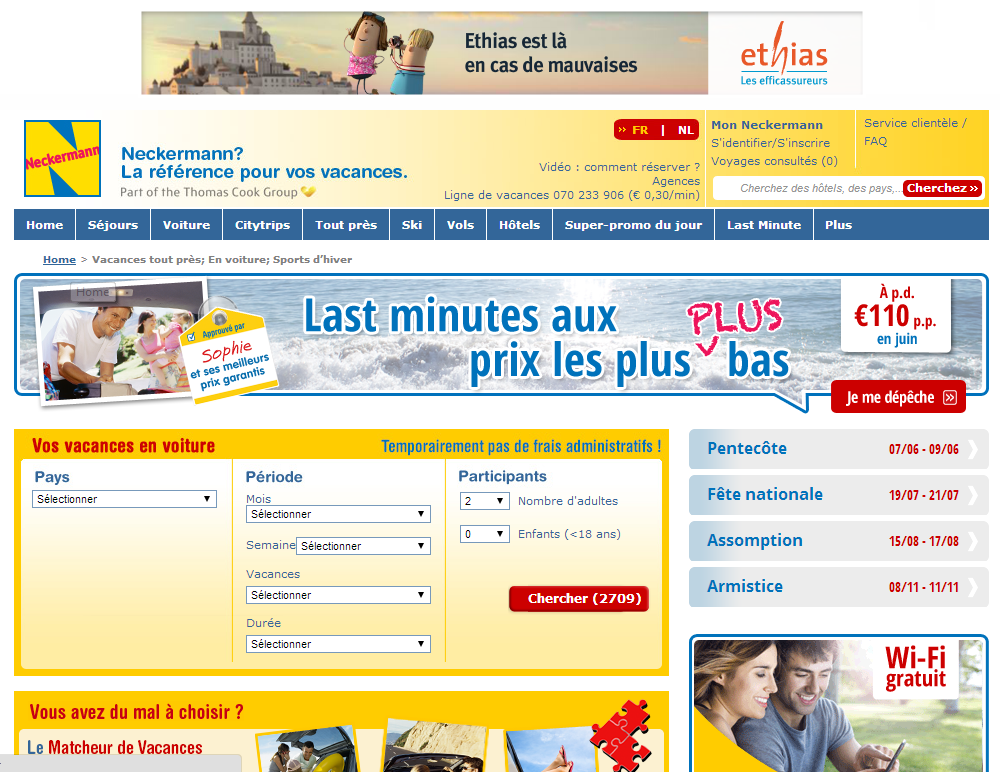 Ethias est là
en cas de mauvaises
ethias
Les efficassureurs
Neckermann
Neckermann?
La référence pour vos vacances.
Part of the Thomas Cook Group
›› FR | NL
Vidéo : comment réserver ?
Agences
Ligne de vacances 070 233 906 (€ 0,30/min)
Mon Neckermann
S'identifier/S'inscrire
Voyages consultés (0)
Service clientèle /
FAQ
Cherchez des hôtels, des pays,...
Cherchez ››
Home Séjours Voiture Citytrips Tout près Ski Vols Hôtels Super-promo du jour Last Minute Plus
Home > Vacances tout près; En voiture; Sports d'hiver
Home
Approuvé par
Sophie
et ses meilleurs
prix garantis
Last minutes aux
PLUS
prix les plus bas
À p.d.
€110 p.p.
en juin
Je me dépêche
Vos vacances en voiture
Temporairement pas de frais administratifs !
Pays
Sélectionner
Période
Mois
Sélectionner
Semaine Sélectionner
Vacances
Sélectionner
Durée
Sélectionner
Participants
2 Nombre d'adultes
0 Enfants (<18 ans)
Chercher (2709)
Pentecôte 07/06 - 09/06
Fête nationale 19/07 - 21/07
Assomption 15/08 - 17/08
Armistice 08/11 - 11/11
Wi-Fi
gratuit
Vous avez du mal à choisir ?
Le Matcheur de Vacances